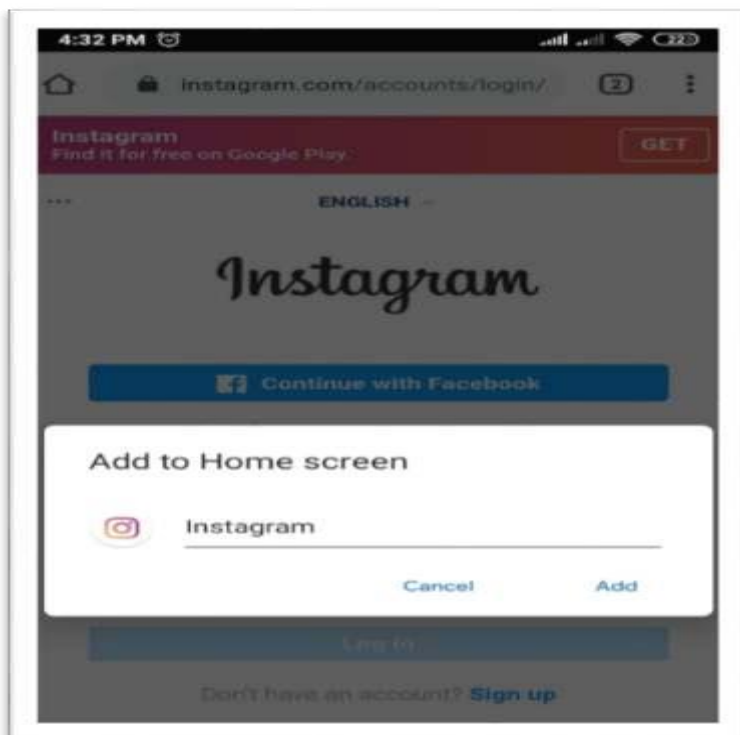 4:32 PM 22
instagram.com/accounts/login/ 2
Instagram
Find it for free on Google Play.
GET
... ENGLISH
Instagram
Continue with Facebook
Add to Home screen
Instagram
Cancel Add
Log In
Don't have an account? Sign up